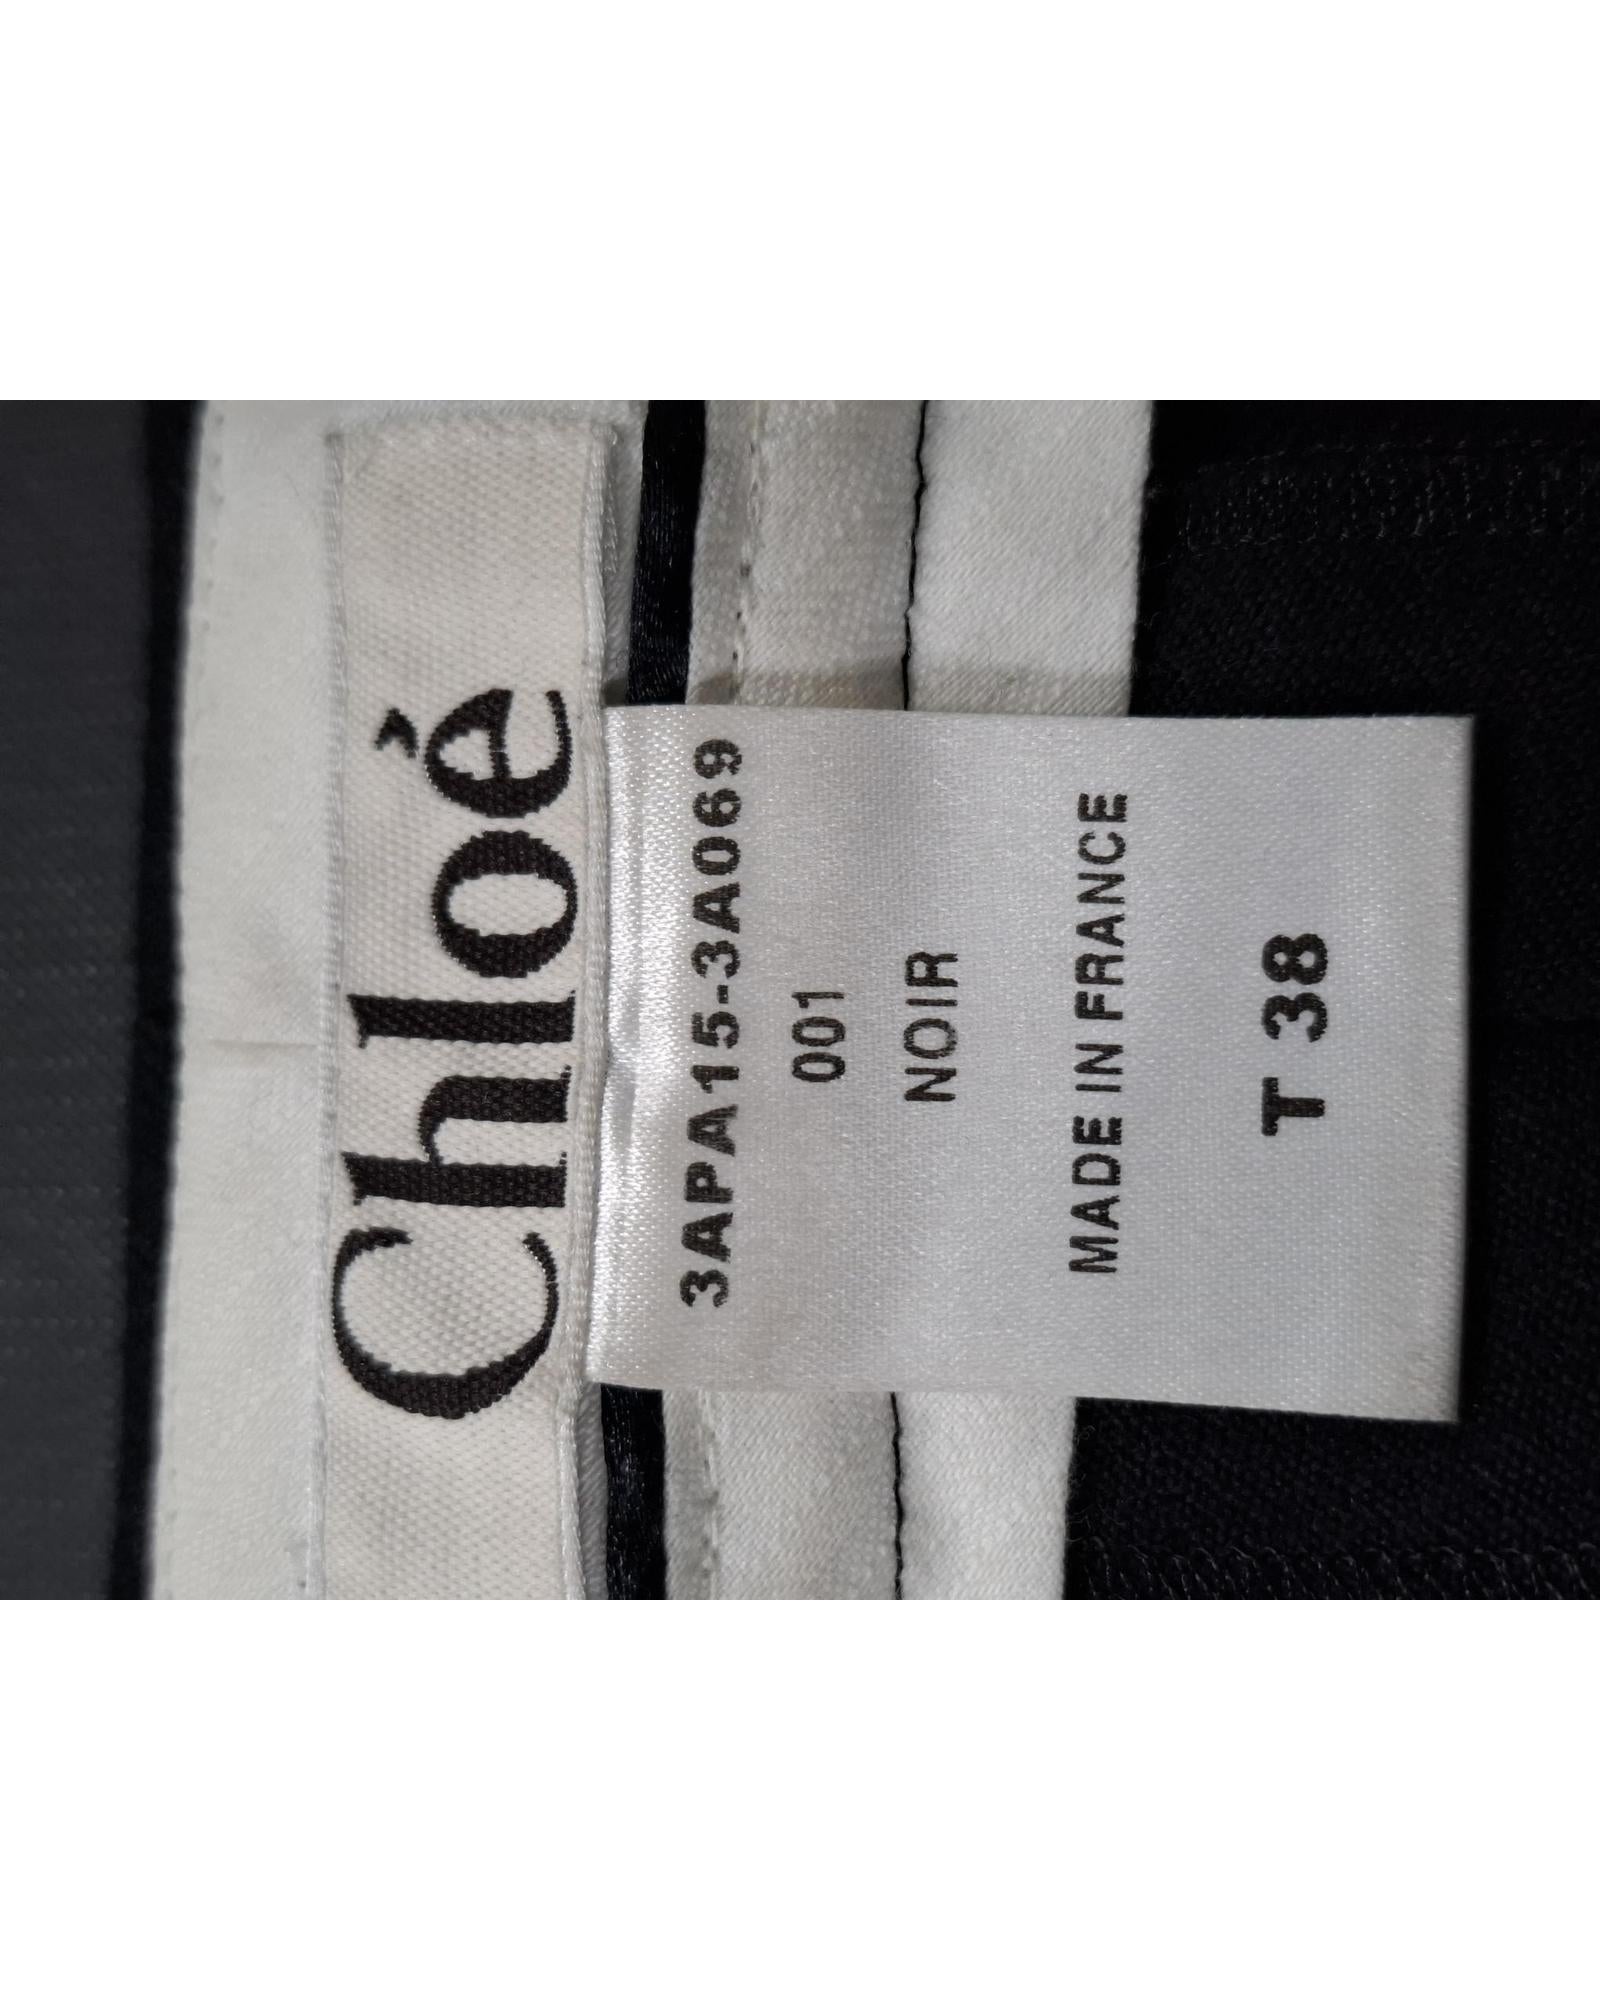 Chloé
3APA15-3A069
001
NOIR
MADE IN FRANCE
T 38